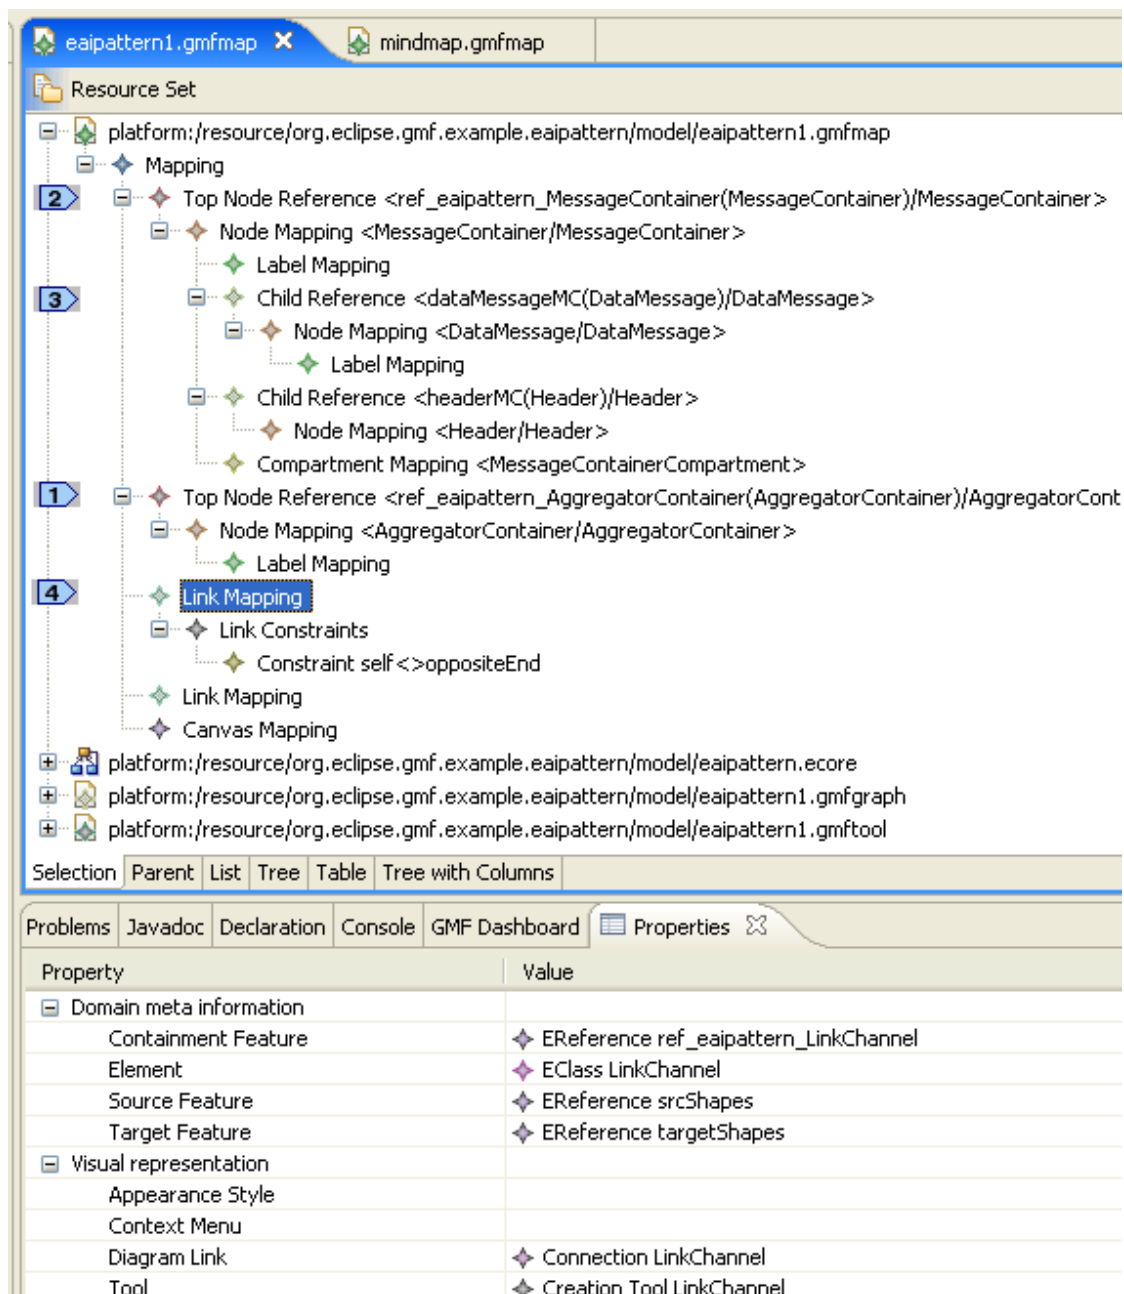 eaipattern1.gmfmap mindmap.gmfmap
Resource Set
platform:/resource/org.eclipse.gmf.example.eaipattern/model/eaipattern1.gmfmap
Mapping
2 Top Node Reference <ref_eaipattern_MessageContainer(MessageContainer)/MessageContainer>
Node Mapping <MessageContainer/MessageContainer>
Label Mapping
3 Child Reference <dataMessageMC(DataMessage)/DataMessage>
Node Mapping <DataMessage/DataMessage>
Label Mapping
Child Reference <headerMC(Header)/Header>
Node Mapping <Header/Header>
Compartment Mapping <MessageContainerCompartment>
1 Top Node Reference <ref_eaipattern_AggregatorContainer(AggregatorContainer)/AggregatorCont
Node Mapping <AggregatorContainer/AggregatorContainer>
Label Mapping
4 Link Mapping
Link Constraints
Constraint self<>oppositeEnd
Link Mapping
Canvas Mapping
platform:/resource/org.eclipse.gmf.example.eaipattern/model/eaipattern.ecore
platform:/resource/org.eclipse.gmf.example.eaipattern/model/eaipattern1.gmfgraph
platform:/resource/org.eclipse.gmf.example.eaipattern/model/eaipattern1.gmftool
Selection Parent List Tree Table Tree with Columns
Problems Javadoc Declaration Console GMF Dashboard Properties
Property Value
Domain meta information
Containment Feature EReference ref_eaipattern_LinkChannel
Element EClass LinkChannel
Source Feature EReference srcShapes
Target Feature EReference targetShapes
Visual representation
Appearance Style
Context Menu
Diagram Link Connection LinkChannel
Tool Creation Tool LinkChannel